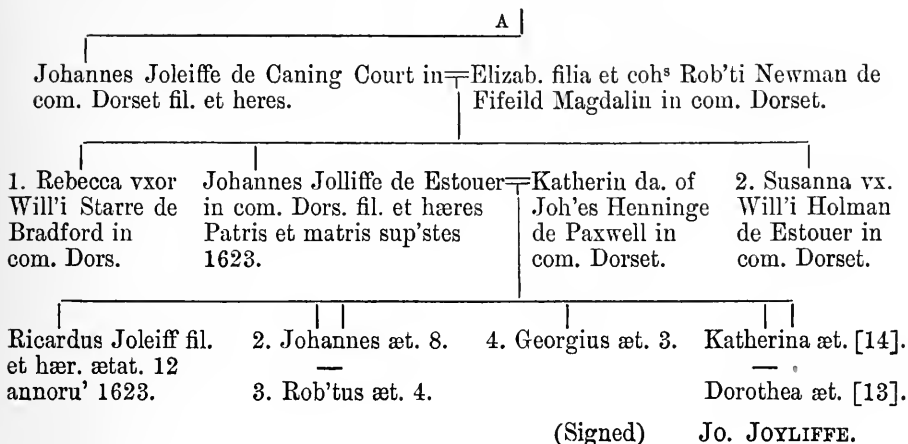 A
Johannes Joleiffe de Caning Court in
com. Dorset fil. et heres.
Elizab. filia et cohˢ Rob'ti Newman de
Fifeild Magdalin in com. Dorset.
1. Rebecca vxor
Will'i Starre de
Bradford in
com. Dors.
Johannes Jolliffe de Estouer
in com. Dors. fil. et hæres
Patris et matris sup'stes
1623.
Katherin da. of
Joh'es Henninge
de Paxwell in
com. Dorset.
2. Susanna vx.
Will'i Holman
de Estouer in
com. Dorset.
Ricardus Joleiff fil.
et hær. ætat. 12
annoru' 1623.
2. Johannes æt. 8.
—
3. Rob'tus æt. 4.
4. Georgius æt. 3.
Katherina æt. [14].
—
Dorothea æt. [13].
(Signed) Jo. JOYLIFFE.